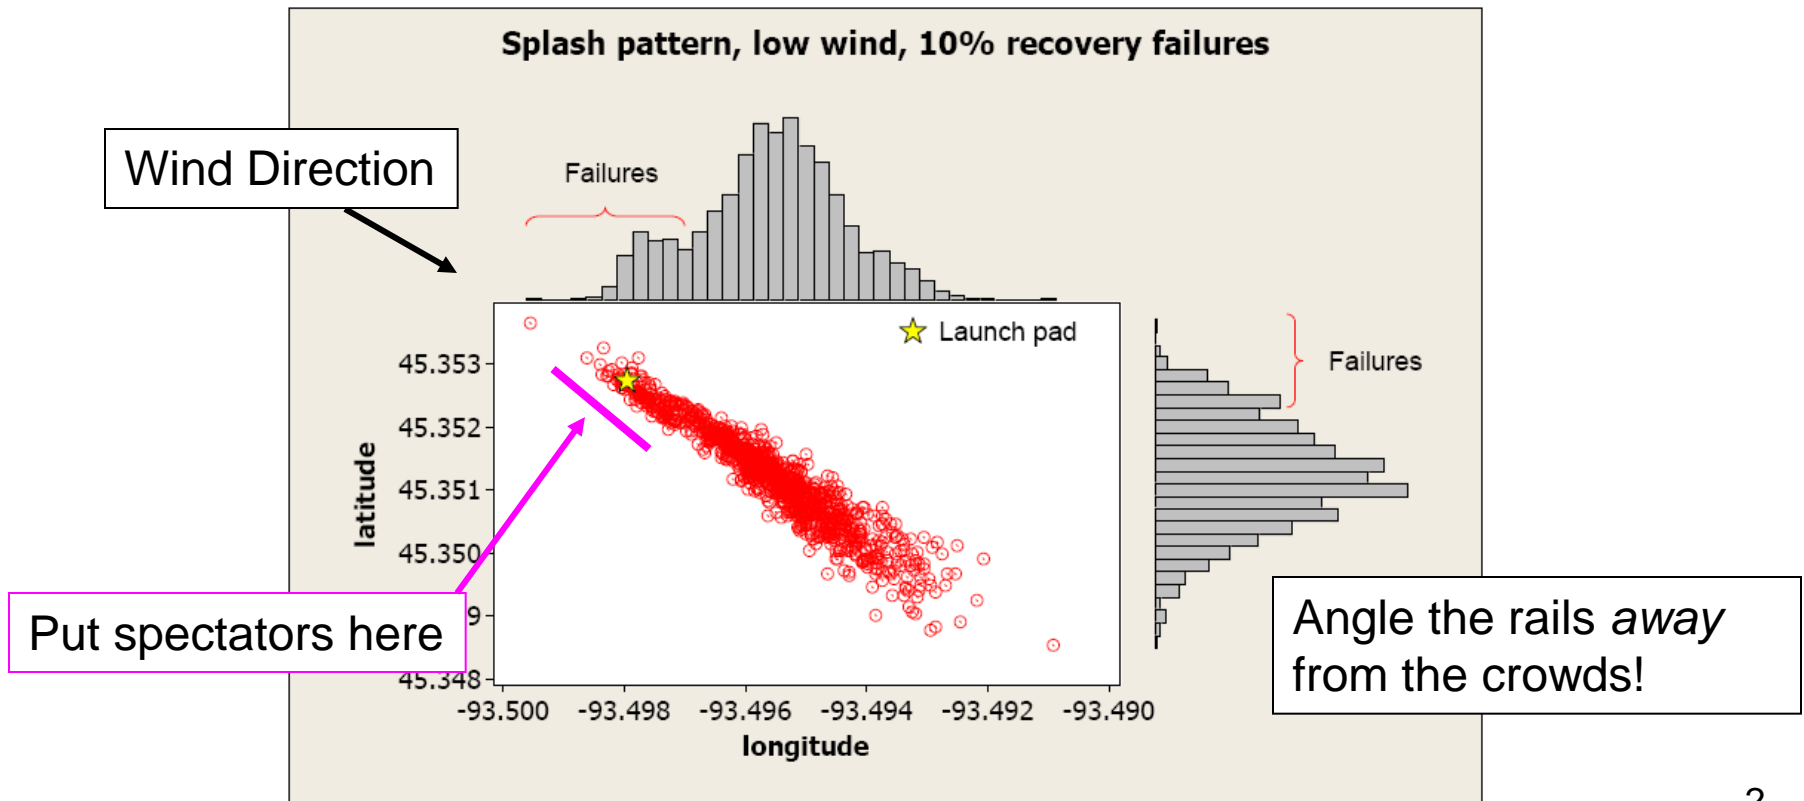 Splash pattern, low wind, 10% recovery failures
Wind Direction
Failures
Launch pad
Failures
45.353
45.352
45.351
45.350
9
45.348
latitude
Put spectators here
Angle the rails away
from the crowds!
-93.500 -93.498 -93.496 -93.494 -93.492 -93.490
longitude
2